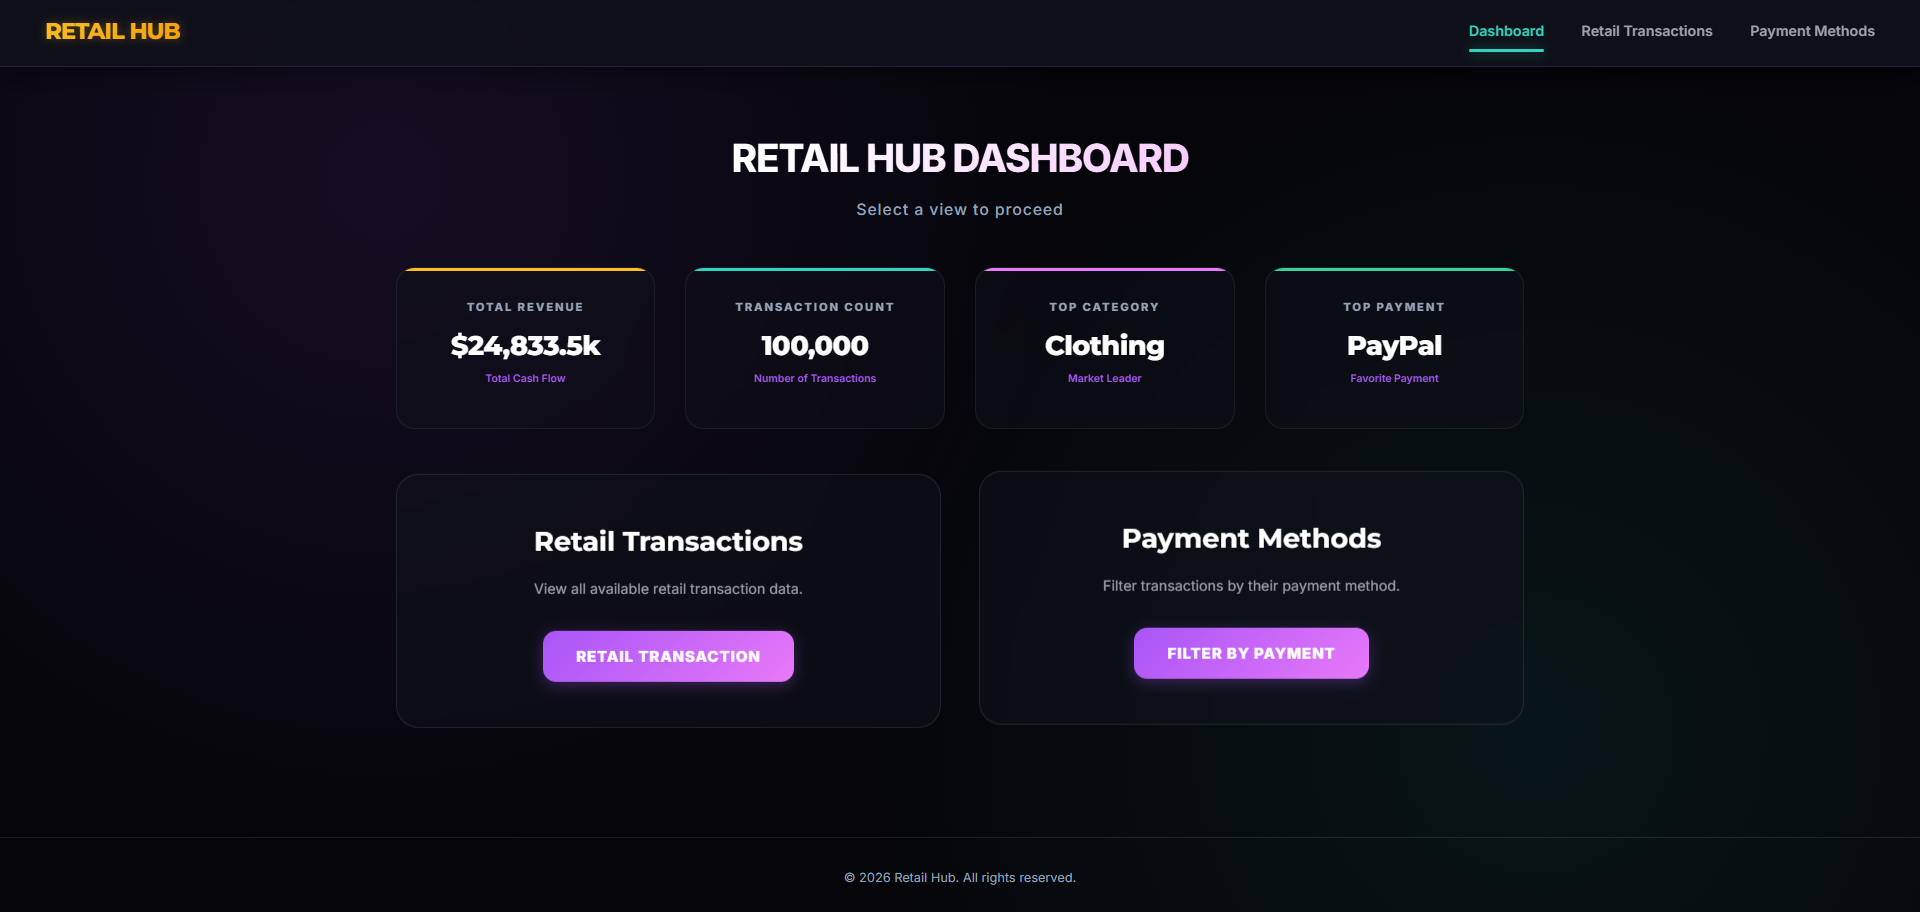 RETAIL HUB
Dashboard
Retail Transactions
Payment Methods
RETAIL HUB DASHBOARD
Select a view to proceed
TOTAL REVENUE
$24,833.5k
Total Cash Flow
TRANSACTION COUNT
100,000
Number of Transactions
TOP CATEGORY
Clothing
Market Leader
TOP PAYMENT
PayPal
Favorite Payment
Retail Transactions
View all available retail transaction data.
RETAIL TRANSACTION
Payment Methods
Filter transactions by their payment method.
FILTER BY PAYMENT
© 2026 Retail Hub. All rights reserved.